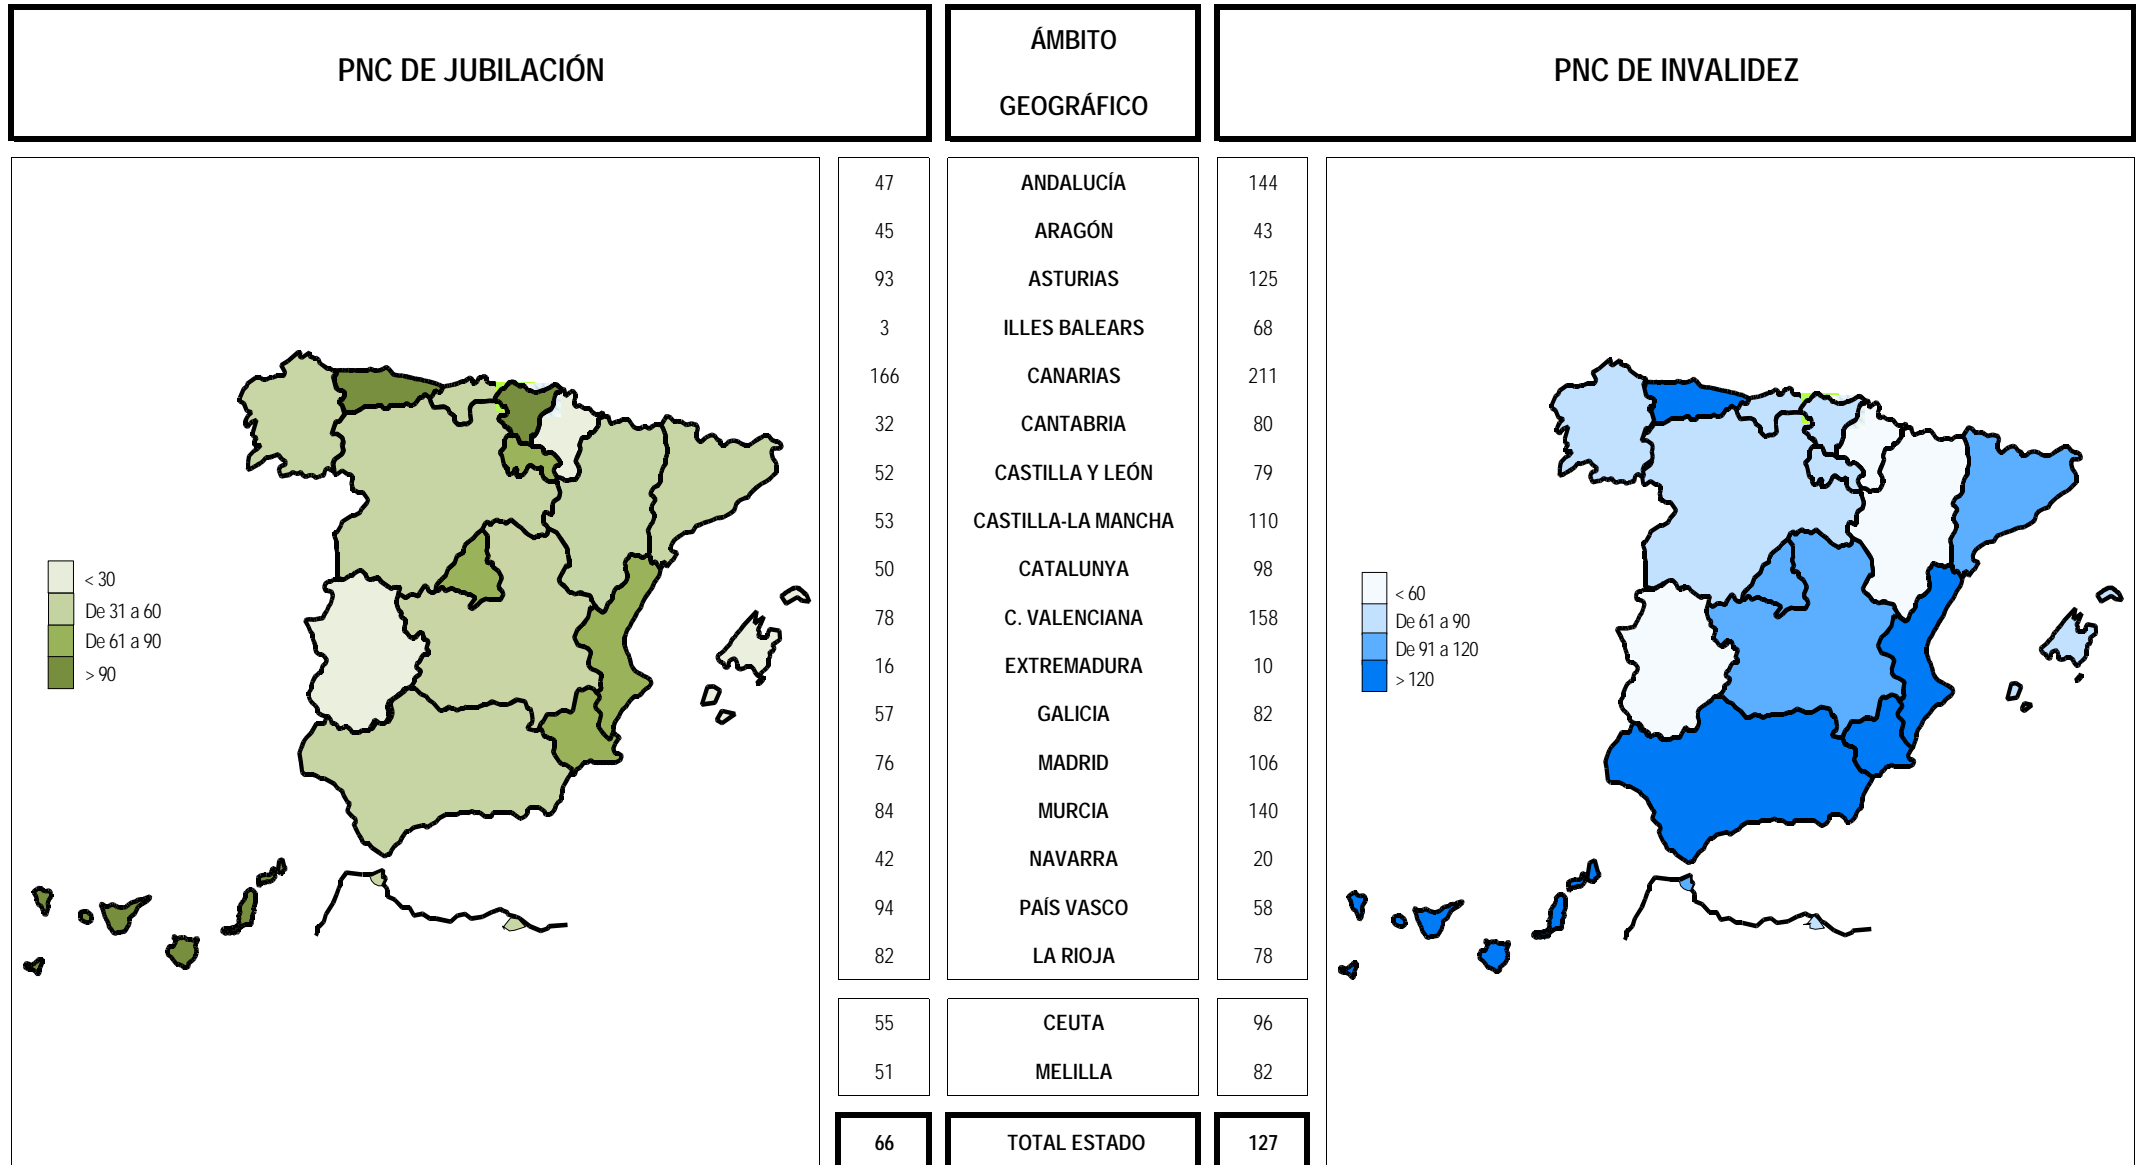 PNC DE JUBILACIÓN
ÁMBITO
GEOGRÁFICO
PNC DE INVALIDEZ
47 ANDALUCÍA 144
45 ARAGÓN 43
93 ASTURIAS 125
3 ILLES BALEARS 68
166 CANARIAS 211
32 CANTABRIA 80
52 CASTILLA Y LEÓN 79
53 CASTILLA-LA MANCHA 110
50 CATALUNYA 98
78 C. VALENCIANA 158
16 EXTREMADURA 10
57 GALICIA 82
76 MADRID 106
84 MURCIA 140
42 NAVARRA 20
94 PAÍS VASCO 58
82 LA RIOJA 78
55 CEUTA 96
51 MELILLA 82
66 TOTAL ESTADO 127
< 30
De 31 a 60
De 61 a 90
> 90
< 60
De 61 a 90
De 91 a 120
> 120